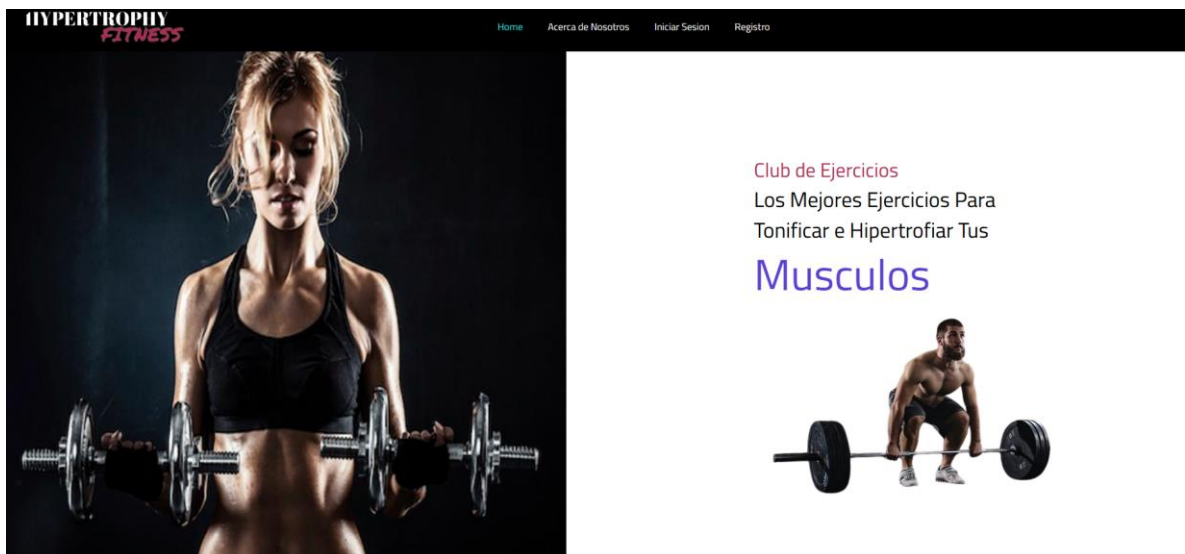 HYPERTROPHY
FITNESS
Home Acerca de Nosotros Iniciar Sesion Registro
Club de Ejercicios
Los Mejores Ejercicios Para
Tonificar e Hipertrofiar Tus
Musculos